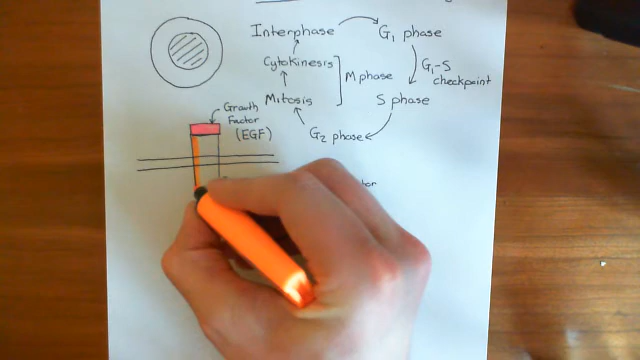 Interphase
G₁ phase
Cytokinesis
M phase
G₁-S
checkpoint
Mitosis
S phase
Growth
Factor
(EGF)
G₂ phase